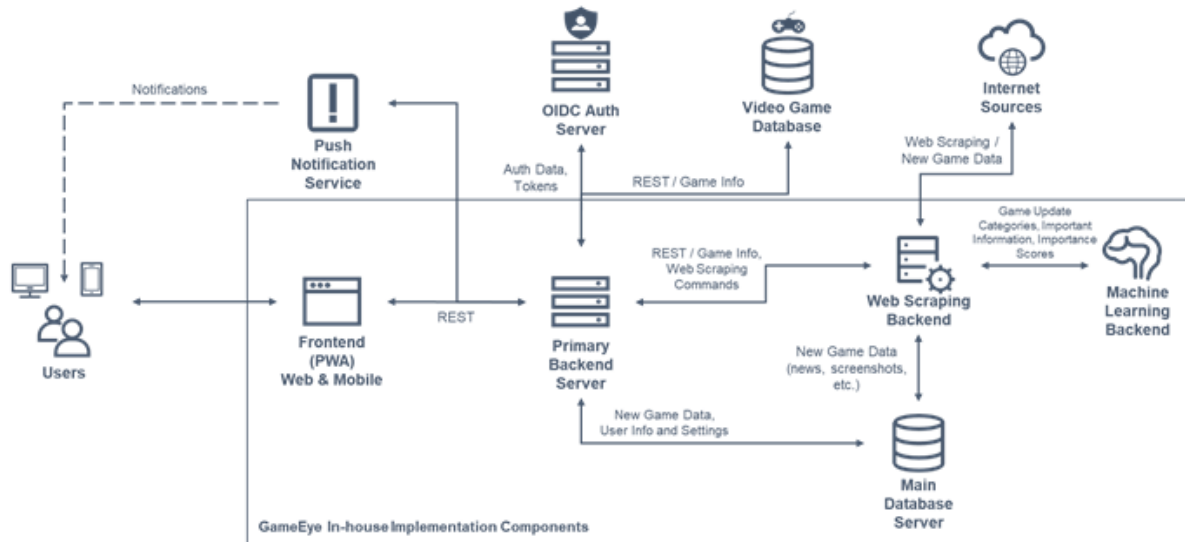 Notifications
Push
Notification
Service
OIDC Auth
Server
Video Game
Database
Internet
Sources
Web Scraping /
New Game Data
Auth Data,
Tokens
REST / Game Info
Game Update
Categories, Important
Information, Importance
Scores
REST / Game Info,
Web Scraping
Commands
Users
Frontend
(PWA)
Web & Mobile
REST
Primary
Backend
Server
Web Scraping
Backend
Machine
Learning
Backend
New Game Data
(news, screenshots,
etc.)
New Game Data,
User Info and Settings
Main
Database
Server
GameEye In-house Implementation Components